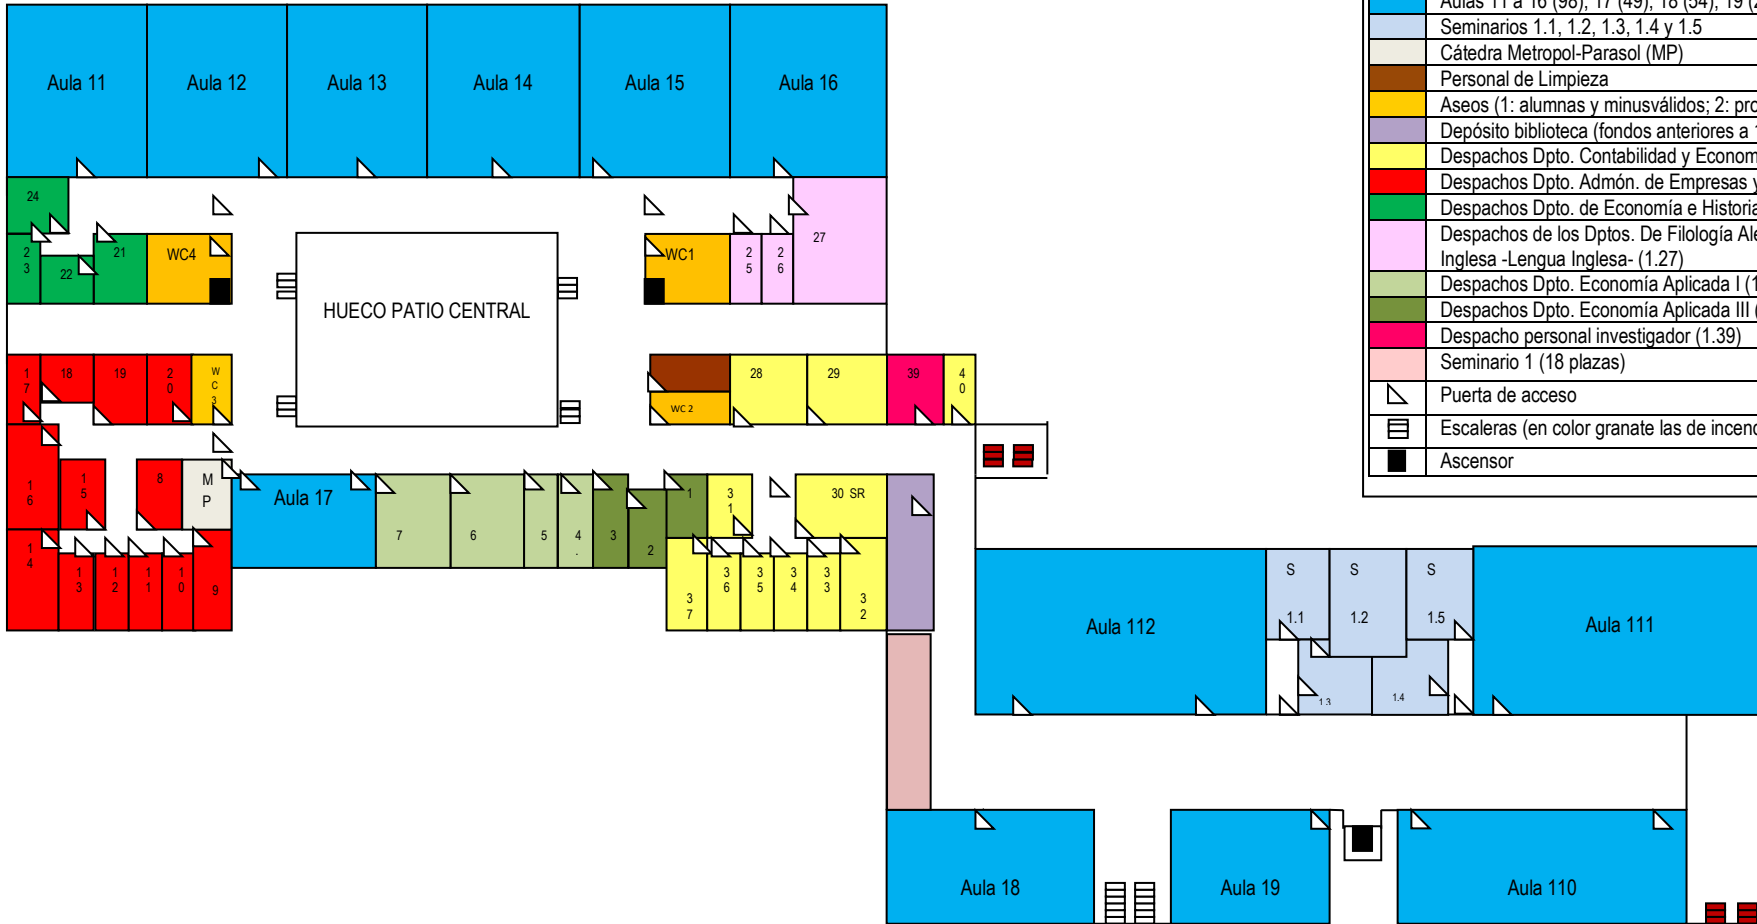 Aulas 11 a 16 (98), 17 (49), 18 (54), 19 (
Seminarios 1.1, 1.2, 1.3, 1.4 y 1.5
Cátedra Metropol-Parasol (MP)
Personal de Limpieza
Aseos (1: alumnas y minusválidos; 2: pro
Depósito biblioteca (fondos anteriores a
Despachos Dpto. Contabilidad y Econom
Despachos Dpto. Admón. de Empresas y
Despachos Dpto. de Economía e Historia
Despachos de los Dptos. De Filología Ale
Inglesa -Lengua Inglesa- (1.27)
Despachos Dpto. Economía Aplicada I (1
Despachos Dpto. Economía Aplicada III (
Despacho personal investigador (1.39)
Seminario 1 (18 plazas)
Puerta de acceso
Escaleras (en color granate las de incend
Ascensor
Aula 11
Aula 12
Aula 13
Aula 14
Aula 15
Aula 16
24
23
22
21
WC4
WC1
25
26
27
HUECO PATIO CENTRAL
17
18
19
20
WC3
WC 2
28
29
39
40
16
15
8
MP
Aula 17
7
6
5
4.
3
2
1
31
30 SR
14
13
12
11
10
9
37
36
35
34
33
32
Aula 112
S
1.1
S
1.2
S
1.5
1.3
1.4
Aula 111
Aula 18
Aula 19
Aula 110